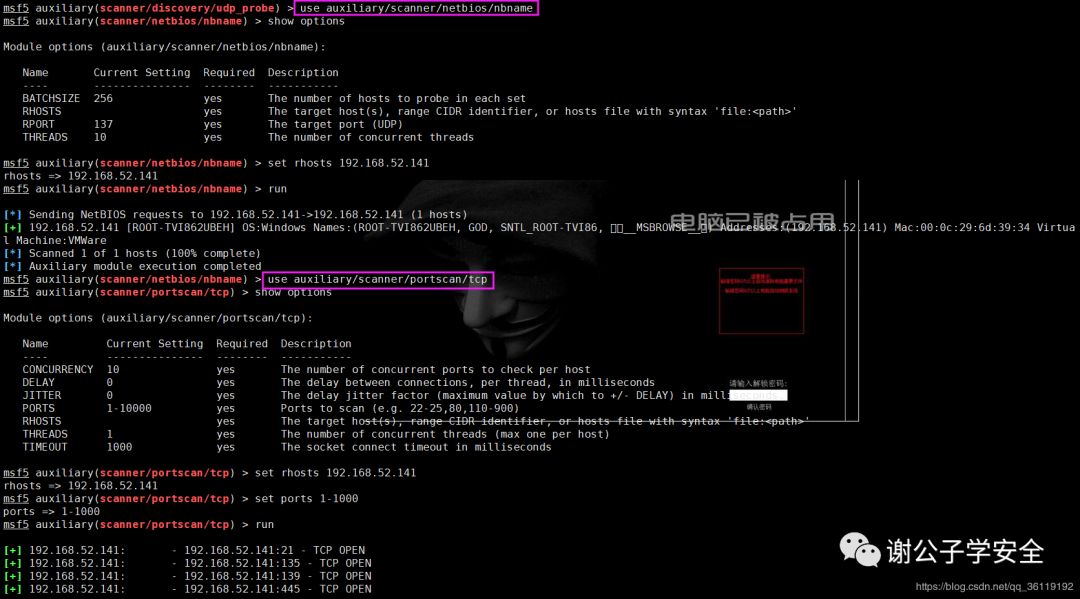 msf5 auxiliary(scanner/discovery/udp_probe) > use auxiliary/scanner/netbios/nbname
msf5 auxiliary(scanner/netbios/nbname) > show options
Module options (auxiliary/scanner/netbios/nbname):
Name Current Setting Required Description
---- --------------- -------- -----------
BATCHSIZE 256 yes The number of hosts to probe in each set
RHOSTS yes The target host(s), range CIDR identifier, or hosts file with syntax 'file:<path>'
RPORT 137 yes The target port (UDP)
THREADS 10 yes The number of concurrent threads
msf5 auxiliary(scanner/netbios/nbname) > set rhosts 192.168.52.141
rhosts => 192.168.52.141
msf5 auxiliary(scanner/netbios/nbname) > run
[*] Sending NetBIOS requests to 192.168.52.141->192.168.52.141 (1 hosts)
电脑已被占用
[+] 192.168.52.141 [ROOT-TVI862UBEH] OS:Windows Names:(ROOT-TVI862UBEH, GOD, SNTL_ROOT-TVI86, __MSBROWSE__) Addresses:(192.168.52.141) Mac:00:0c:29:6d:39:34 Virtua
l Machine:VMWare
[*] Scanned 1 of 1 hosts (100% complete)
[*] Auxiliary module execution completed
msf5 auxiliary(scanner/netbios/nbname) > use auxiliary/scanner/portscan/tcp
msf5 auxiliary(scanner/portscan/tcp) > show options
Module options (auxiliary/scanner/portscan/tcp):
Name Current Setting Required Description
---- --------------- -------- -----------
CONCURRENCY 10 yes The number of concurrent ports to check per host
DELAY 0 yes The delay between connections, per thread, in milliseconds
请输入解锁密码:
JITTER 0 yes The delay jitter factor (maximum value by which to +/- DELAY) in milliseconds.
PORTS 1-10000 yes Ports to scan (e.g. 22-25,80,110-900)
确认密码
RHOSTS yes The target host(s), range CIDR identifier, or hosts file with syntax 'file:<path>'
THREADS 1 yes The number of concurrent threads (max one per host)
TIMEOUT 1000 yes The socket connect timeout in milliseconds
msf5 auxiliary(scanner/portscan/tcp) > set rhosts 192.168.52.141
rhosts => 192.168.52.141
msf5 auxiliary(scanner/portscan/tcp) > set ports 1-1000
ports => 1-1000
msf5 auxiliary(scanner/portscan/tcp) > run
[+] 192.168.52.141: - 192.168.52.141:21 - TCP OPEN
[+] 192.168.52.141: - 192.168.52.141:135 - TCP OPEN
[+] 192.168.52.141: - 192.168.52.141:139 - TCP OPEN
[+] 192.168.52.141: - 192.168.52.141:445 - TCP OPEN
谢公子学安全
https://blog.csdn.net/qq_36119192